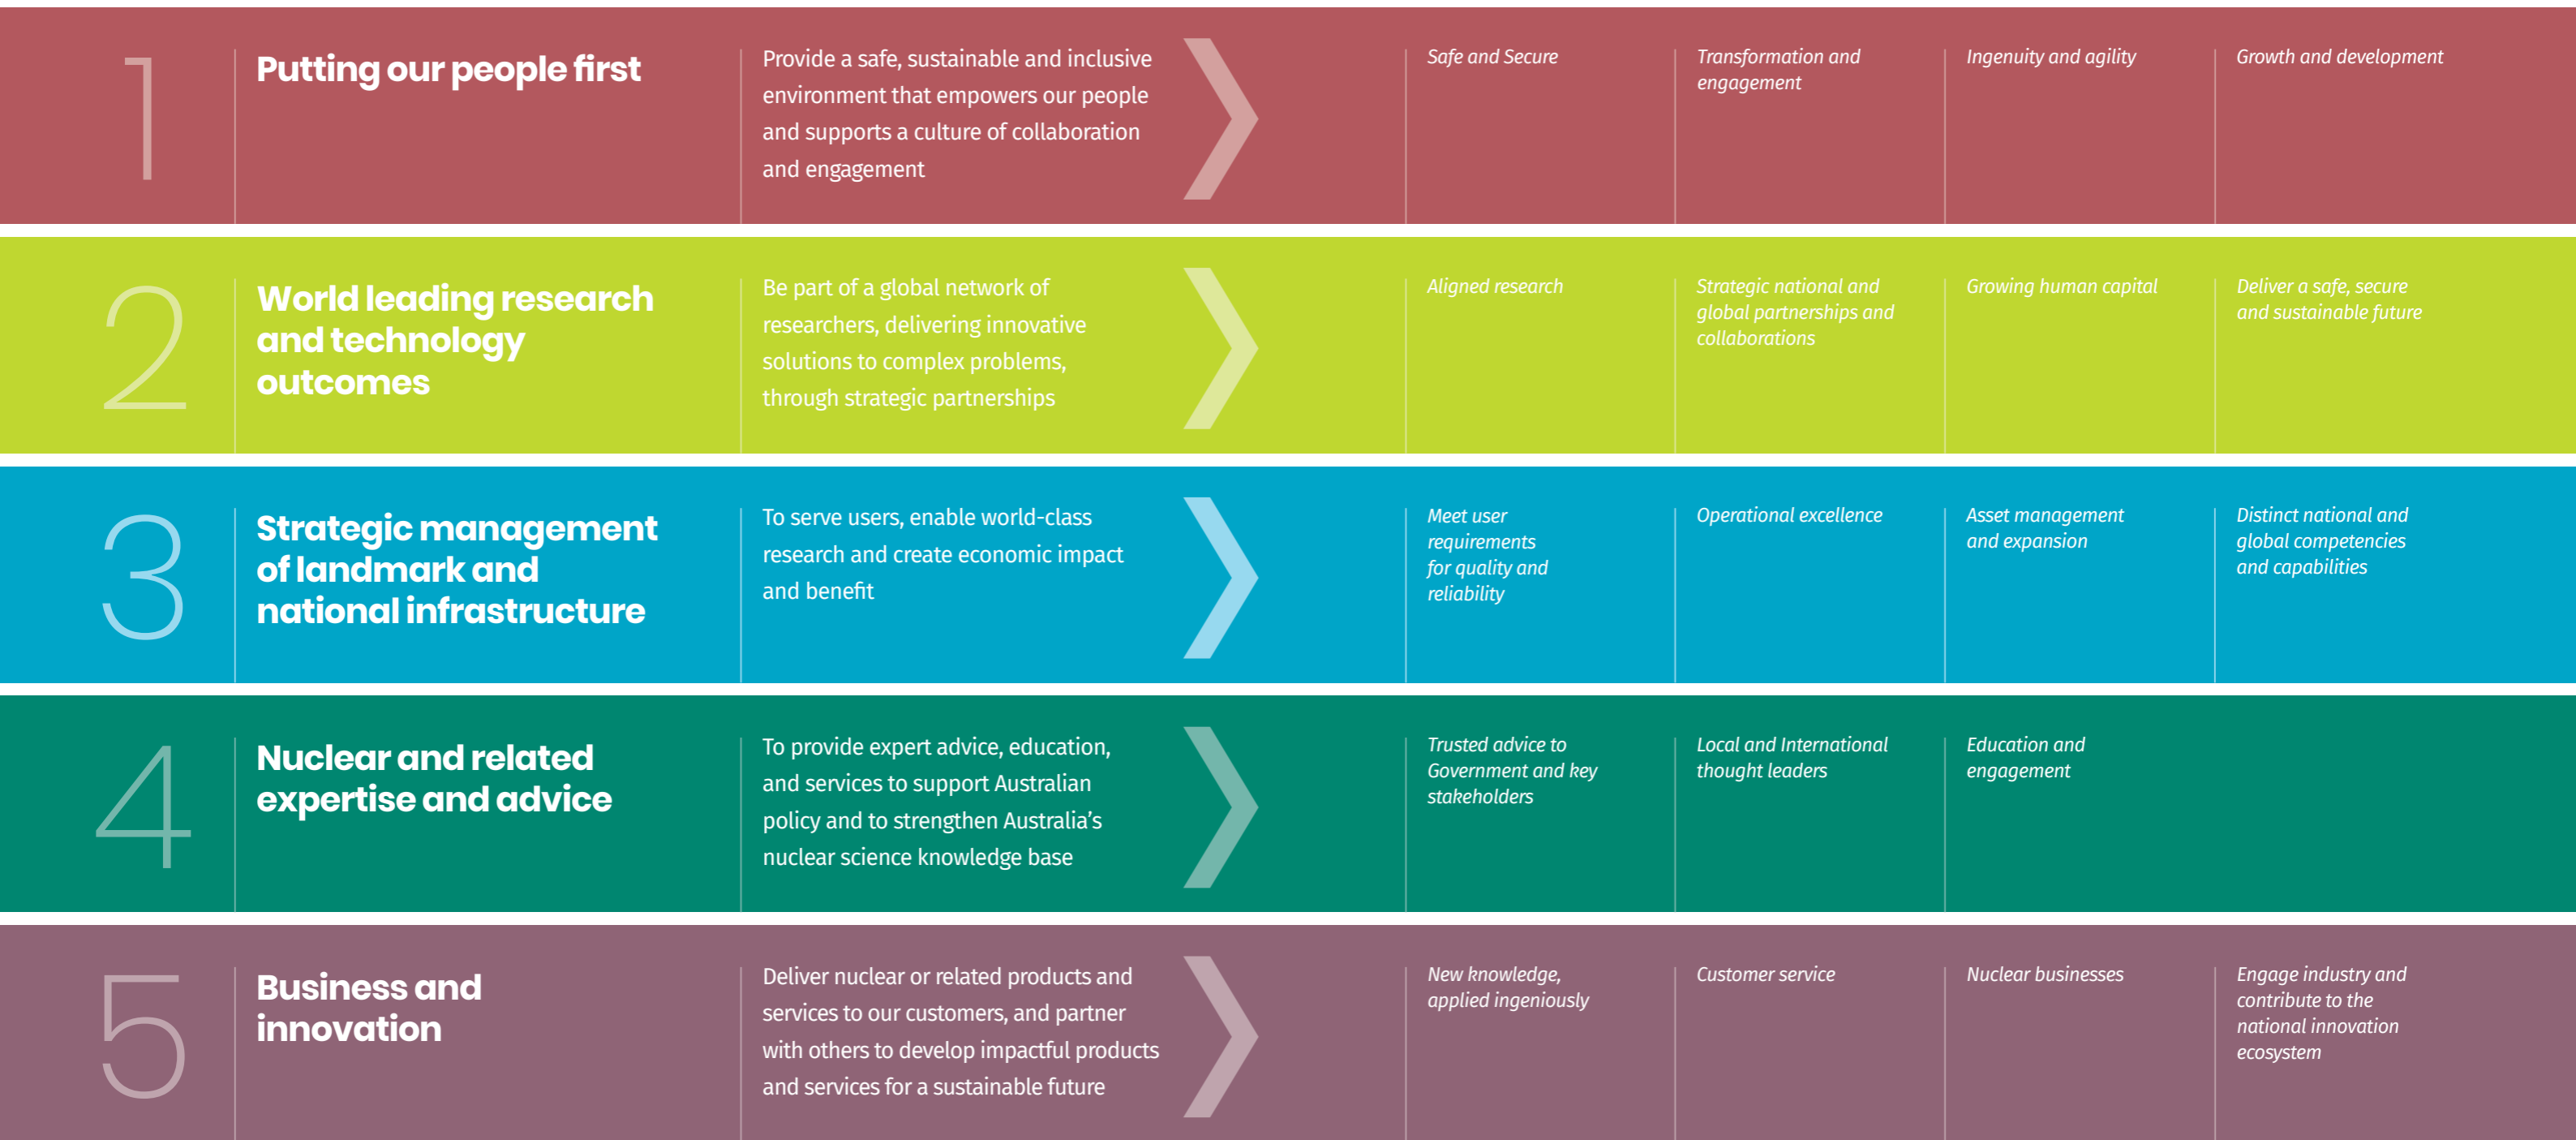 1
Putting our people first
Provide a safe, sustainable and inclusive
environment that empowers our people
and supports a culture of collaboration
and engagement
Safe and Secure
Transformation and
engagement
Ingenuity and agility
Growth and development
2
World leading research
and technology
outcomes
Be part of a global network of
researchers, delivering innovative
solutions to complex problems,
through strategic partnerships
Aligned research
Strategic national and
global partnerships and
collaborations
Growing human capital
Deliver a safe, secure
and sustainable future
3
Strategic management
of landmark and
national infrastructure
To serve users, enable world-class
research and create economic impact
and benefit
Meet user
requirements
for quality and
reliability
Operational excellence
Asset management
and expansion
Distinct national and
global competencies
and capabilities
4
Nuclear and related
expertise and advice
To provide expert advice, education,
and services to support Australian
policy and to strengthen Australia’s
nuclear science knowledge base
Trusted advice to
Government and key
stakeholders
Local and International
thought leaders
Education and
engagement
5
Business and
innovation
Deliver nuclear or related products and
services to our customers, and partner
with others to develop impactful products
and services for a sustainable future
New knowledge,
applied ingeniously
Customer service
Nuclear businesses
Engage industry and
contribute to the
national innovation
ecosystem